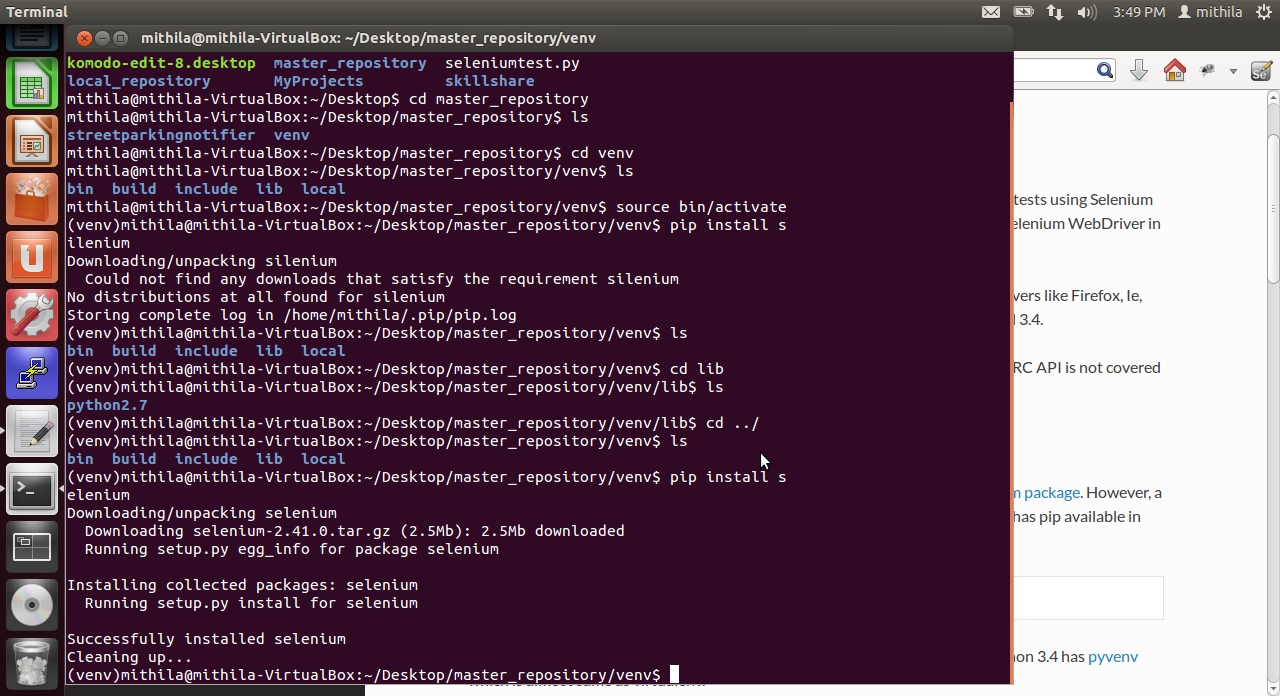 Terminal
3:49 PM mithila
mithila@mithila-VirtualBox: ~/Desktop/master_repository/venv
komodo-edit-8.desktop master_repository seleniumtest.py
local_repository MyProjects skillshare
mithila@mithila-VirtualBox:~/Desktop$ cd master_repository
mithila@mithila-VirtualBox:~/Desktop/master_repository$ ls
streetparkingnotifier venv
mithila@mithila-VirtualBox:~/Desktop/master_repository$ cd venv
mithila@mithila-VirtualBox:~/Desktop/master_repository/venv$ ls
bin build include lib local
mithila@mithila-VirtualBox:~/Desktop/master_repository/venv$ source bin/activate
(venv)mithila@mithila-VirtualBox:~/Desktop/master_repository/venv$ pip install s
ilenium
Downloading/unpacking silenium
Could not find any downloads that satisfy the requirement silenium
No distributions at all found for silenium
Storing complete log in /home/mithila/.pip/pip.log
(venv)mithila@mithila-VirtualBox:~/Desktop/master_repository/venv$ ls
bin build include lib local
(venv)mithila@mithila-VirtualBox:~/Desktop/master_repository/venv$ cd lib
(venv)mithila@mithila-VirtualBox:~/Desktop/master_repository/venv/lib$ ls
python2.7
(venv)mithila@mithila-VirtualBox:~/Desktop/master_repository/venv/lib$ cd ../
(venv)mithila@mithila-VirtualBox:~/Desktop/master_repository/venv$ ls
bin build include lib local
(venv)mithila@mithila-VirtualBox:~/Desktop/master_repository/venv$ pip install s
elenium
Downloading/unpacking selenium
Downloading selenium-2.41.0.tar.gz (2.5Mb): 2.5Mb downloaded
Running setup.py egg_info for package selenium
Installing collected packages: selenium
Running setup.py install for selenium
Successfully installed selenium
Cleaning up...
(venv)mithila@mithila-VirtualBox:~/Desktop/master_repository/venv$
Se
tests using Selenium
elenium WebDriver in
vers like Firefox, Ie,
3.4.
RC API is not covered
n package. However, a
has pip available in
on 3.4 has pyvenv